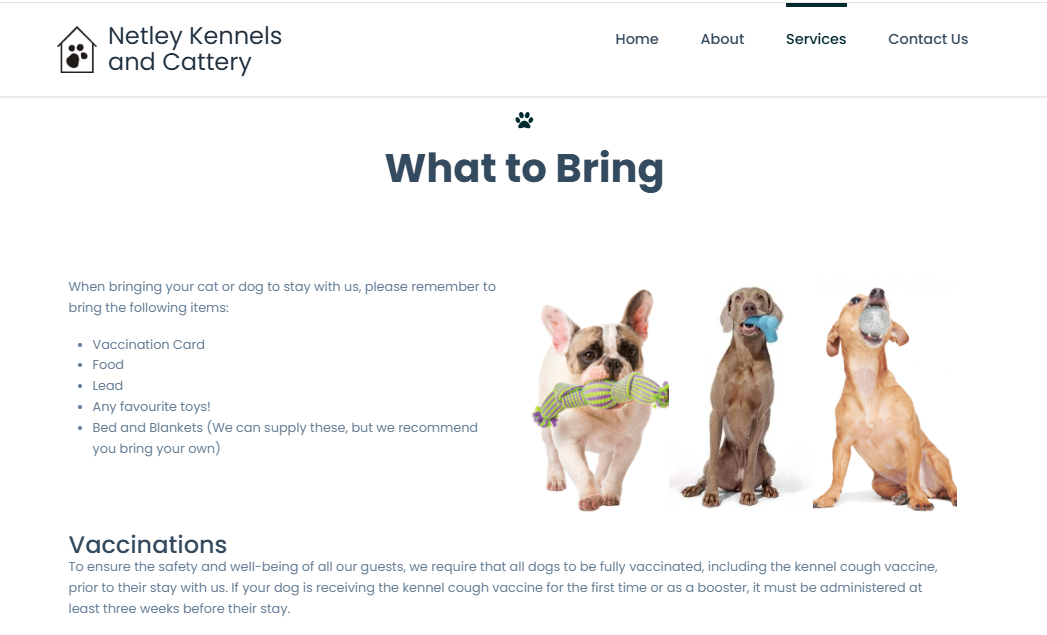 Netley Kennels
and Cattery
Home
About
Services
Contact Us
What to Bring
When bringing your cat or dog to stay with us, please remember to
bring the following items:
• Vaccination Card
• Food
• Lead
• Any favourite toys!
• Bed and Blankets (We can supply these, but we recommend
you bring your own)
Vaccinations
To ensure the safety and well-being of all our guests, we require that all dogs to be fully vaccinated, including the kennel cough vaccine,
prior to their stay with us. If your dog is receiving the kennel cough vaccine for the first time or as a booster, it must be administered at
least three weeks before their stay.